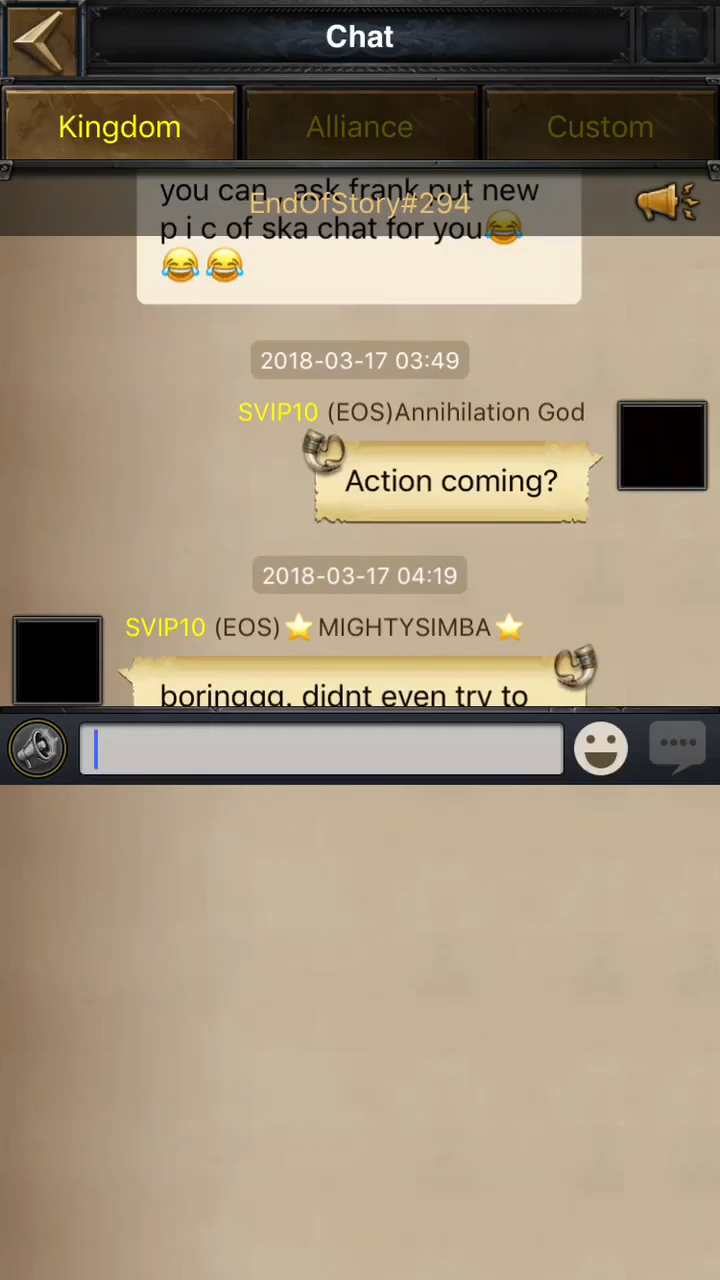 Chat
Kingdom
Alliance
Custom
you can , ask frank put new
EndOfStory#294
p i c of ska chat for you😂
😂😂
2018-03-17 03:49
SVIP10 (EOS)Annihilation God
Action coming?
2018-03-17 04:19
SVIP10 (EOS)⭐MIGHTYSIMBA⭐
boringgg. didnt even try to